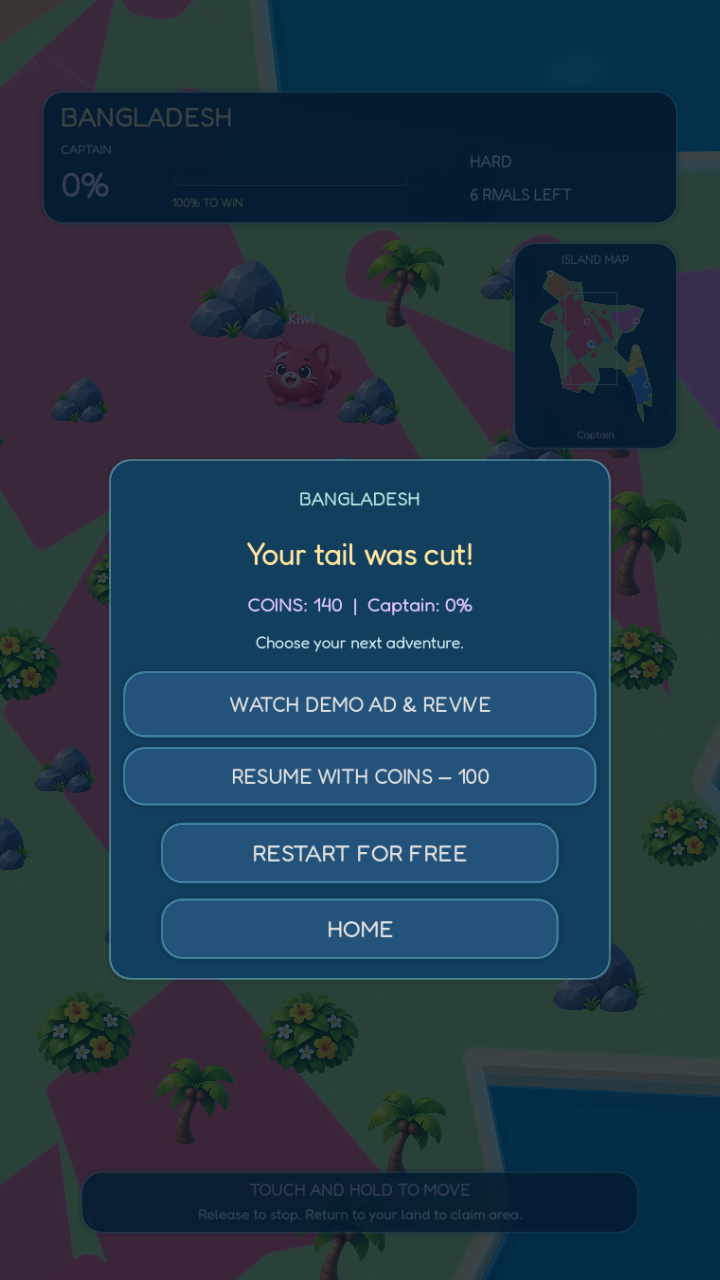 BANGLADESH
CAPTAIN
0%
100% TO WIN
HARD
6 RIVALS LEFT
ISLAND MAP
Captain
Kiwi
BANGLADESH
Your tail was cut!
COINS: 140 | Captain: 0%
Choose your next adventure.
WATCH DEMO AD & REVIVE
RESUME WITH COINS — 100
RESTART FOR FREE
HOME
TOUCH AND HOLD TO MOVE
Release to stop. Return to your land to claim area.